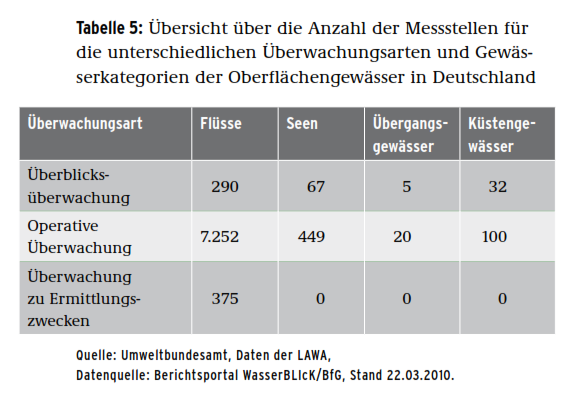 Tabelle 5: Übersicht über die Anzahl der Messstellen für
die unterschiedlichen Überwachungsarten und Gewäs-
serkategorien der Oberflächengewässer in Deutschland
Überwachungsart Flüsse Seen Übergangs- Küstenge-
gewässer wässer
Überblicks-
überwachung 290 67 5 32
Operative
Überwachung 7.252 449 20 100
Überwachung
zu Ermittlungs- 375 0 0 0
zwecken
Quelle: Umweltbundesamt, Daten der LAWA,
Datenquelle: Berichtsportal WasserBLIcK/BfG, Stand 22.03.2010.